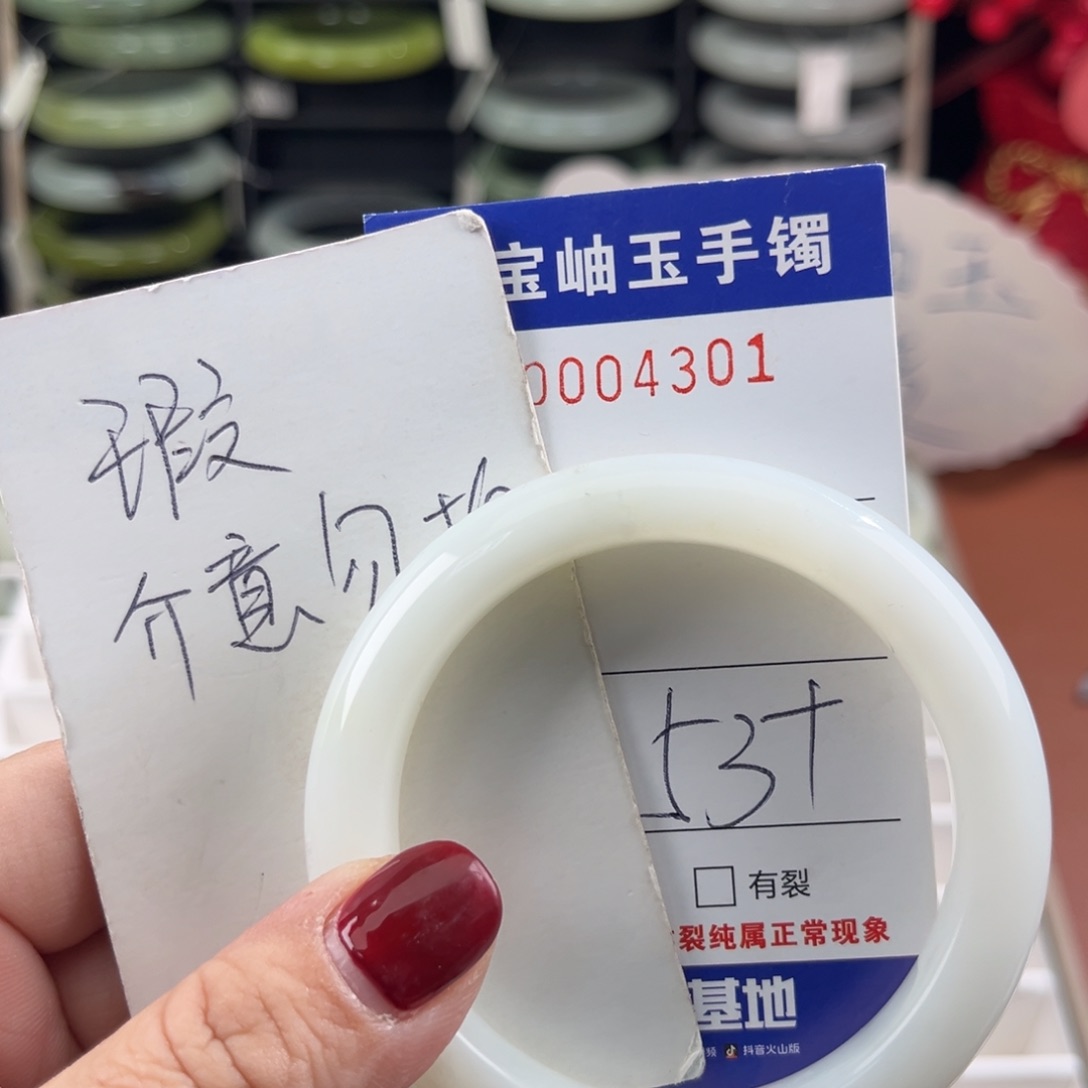 瑕
介意勿拍
宝岫玉手镯
0004301
53+
有裂
裂纯属正常现象
基地
频 抖音火山版